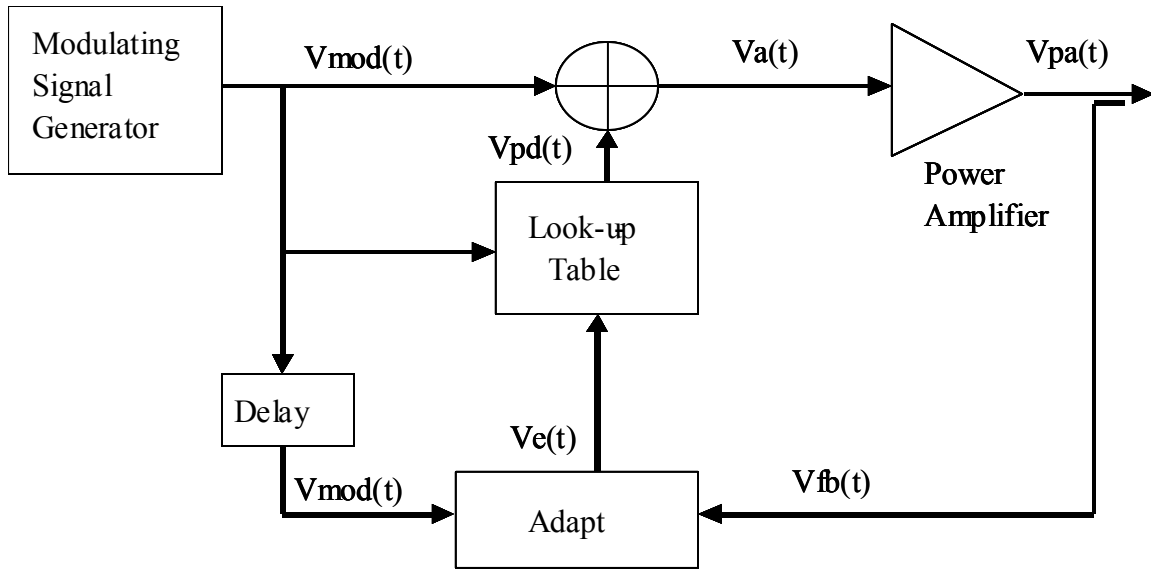 Modulating
Signal
Generator
Vmod(t)
Va(t)
Vpa(t)
Vpd(t)
Power
Amplifier
Look-up
Table
Delay
Ve(t)
Vmod(t)
Vfb(t)
Adapt